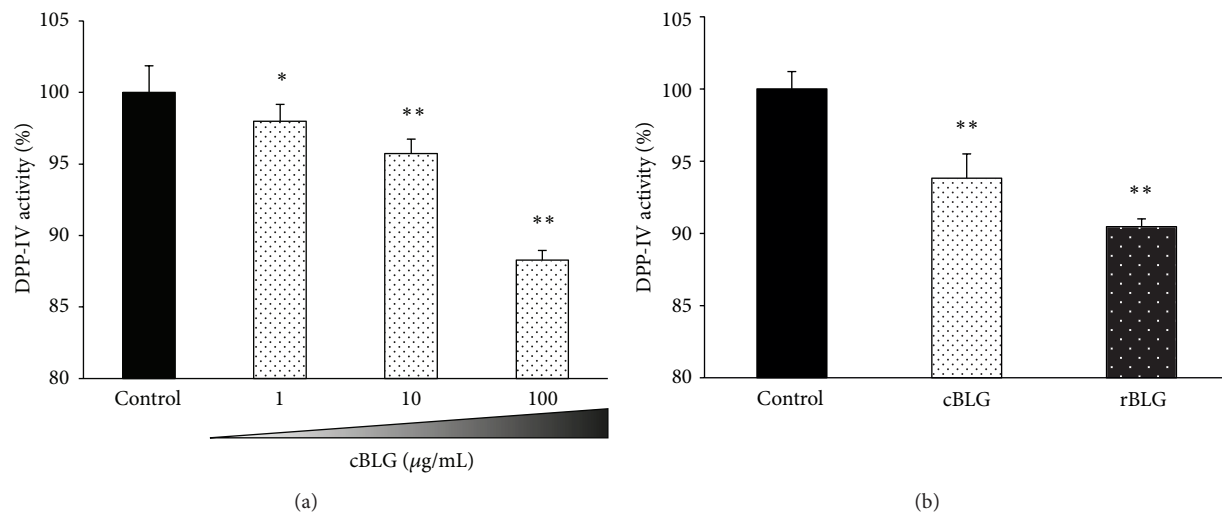 105
100
95
90
85
80
DPP-IV activity (%)
*
**
**
Control
1
10
100
cBLG (µg/mL)
(a)
105
100
95
90
85
80
DPP-IV activity (%)
**
**
Control
cBLG
rBLG
(b)